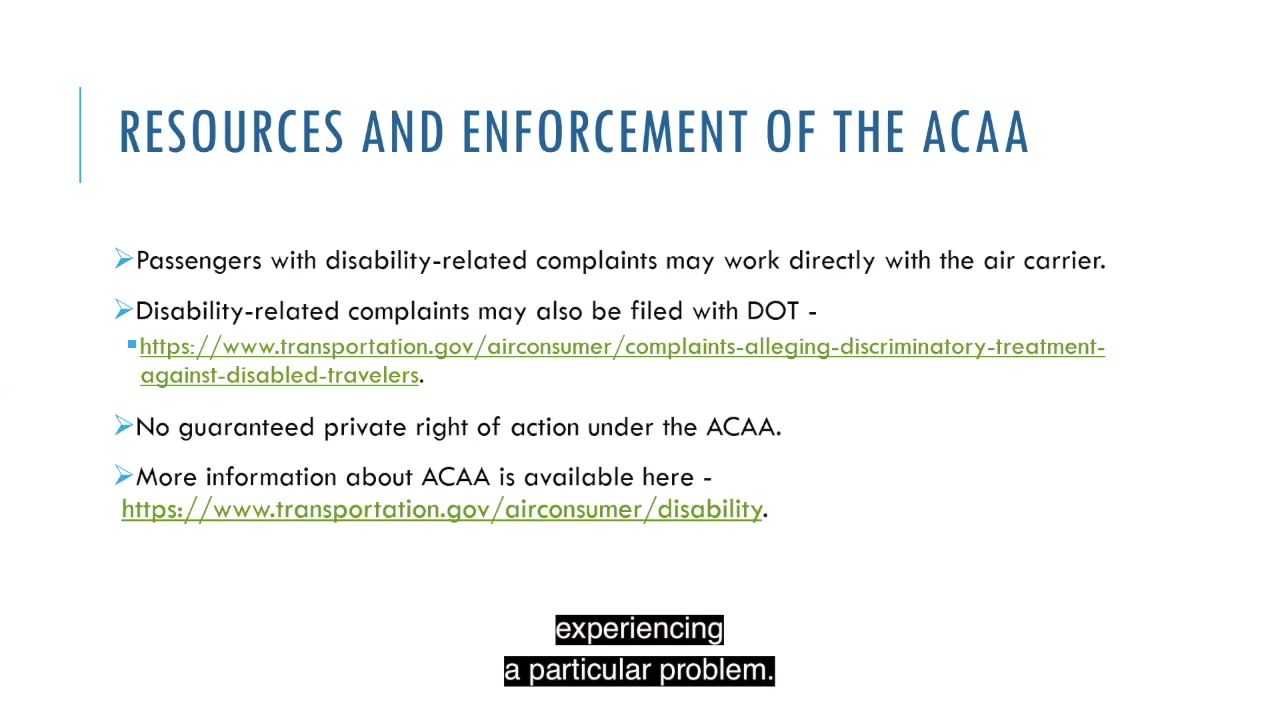 RESOURCES AND ENFORCEMENT OF THE ACAA
Passengers with disability-related complaints may work directly with the air carrier.
Disability-related complaints may also be filed with DOT -
https://www.transportation.gov/airconsumer/complaints-alleging-discriminatory-treatment-
against-disabled-travelers.
No guaranteed private right of action under the ACAA.
More information about ACAA is available here -
https://www.transportation.gov/airconsumer/disability.
experiencing
a particular problem.